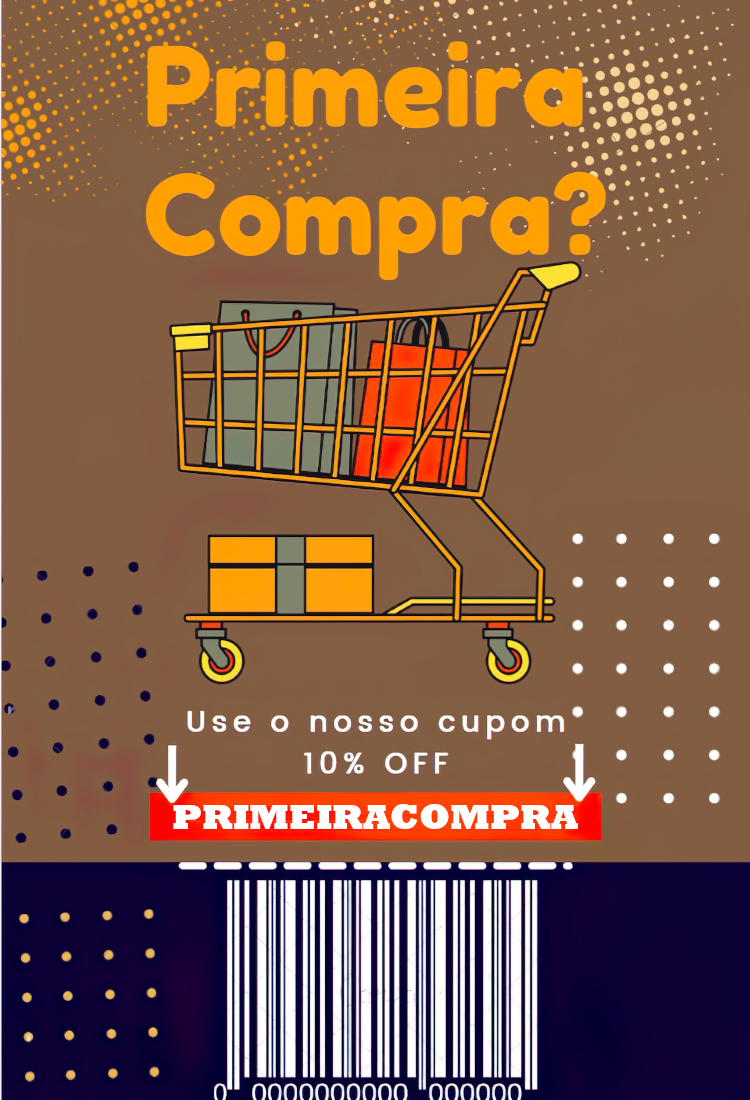 Primeira
Compra?
Use o nosso cupom
10% OFF
PRIMEIRACOMPRA
0 0000000000 000000